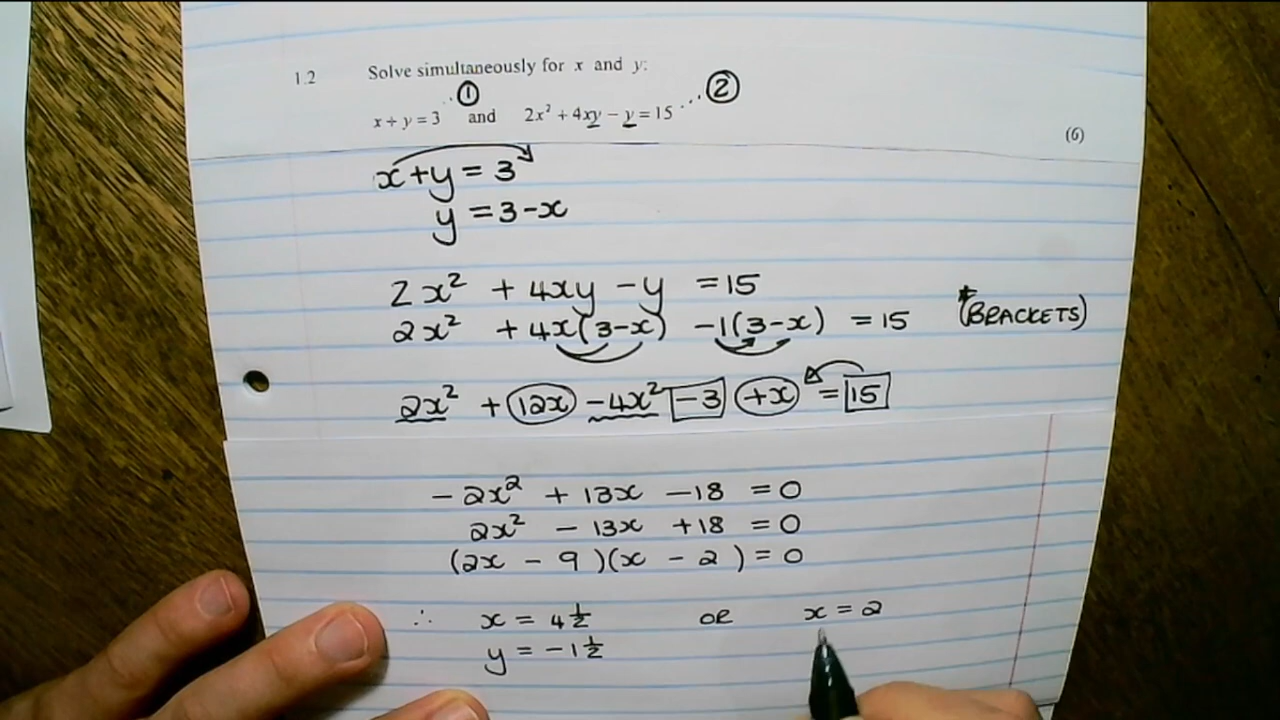 1.2 Solve simultaneously for x and y:
x + y = 3 ...① and 2x² + 4xy − y = 15 ...②
(6)
x + y = 3
y = 3 − x
2x² + 4xy − y = 15
2x² + 4x(3 − x) − 1(3 − x) = 15 *(BRACKETS)
2x² + 12x − 4x² − 3 + x = 15
− 2x² + 13x − 18 = 0
2x² − 13x + 18 = 0
(2x − 9)(x − 2) = 0
∴ x = 4½ OR x = 2
y = −1½